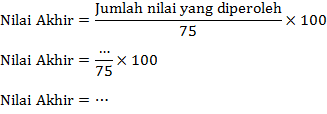 Nilai Akhir = Jumlah nilai yang diperoleh / 75 × 100
Nilai Akhir = … / 75 × 100
Nilai Akhir = …